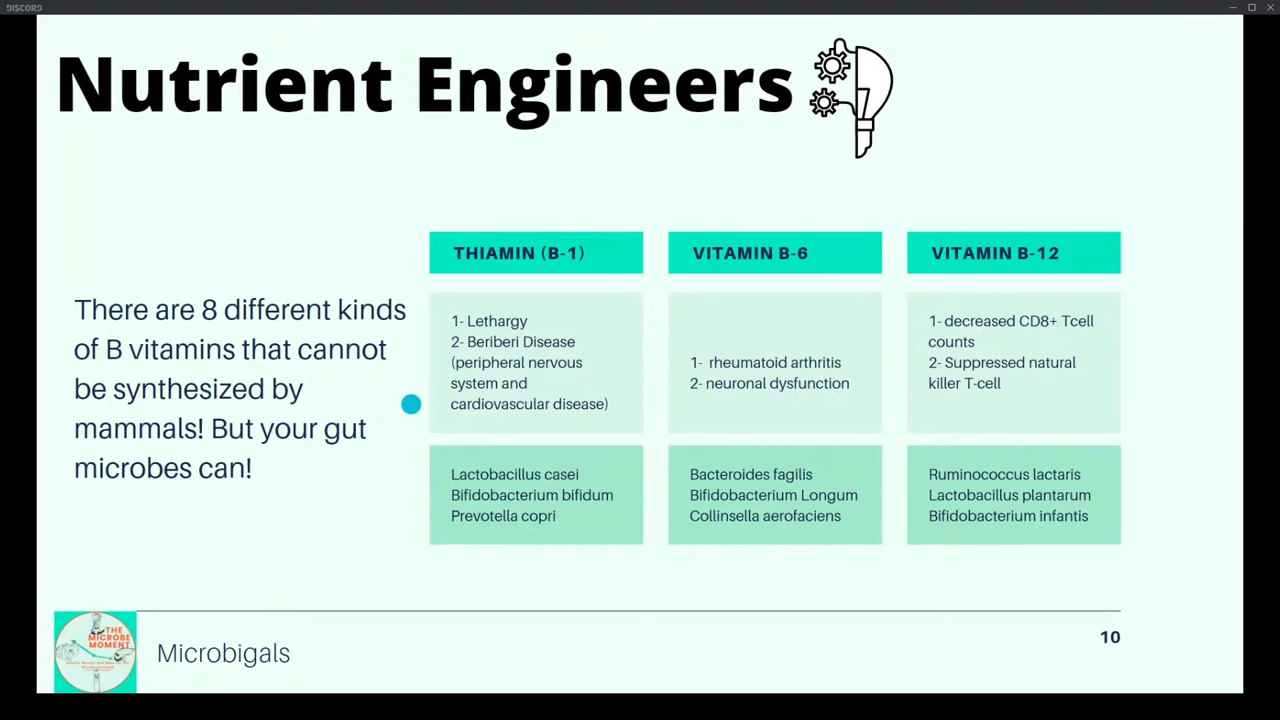 DISCORD
Nutrient Engineers
There are 8 different kinds
of B vitamins that cannot
be synthesized by
mammals! But your gut
microbes can!
THIAMIN (B-1)
1- Lethargy
2- Beriberi Disease
(peripheral nervous
system and
cardiovascular disease)
Lactobacillus casei
Bifidobacterium bifidum
Prevotella copri
VITAMIN B-6
1- rheumatoid arthritis
2- neuronal dysfunction
Bacteroides fagilis
Bifidobacterium Longum
Collinsella aerofaciens
VITAMIN B-12
1- decreased CD8+ Tcell
counts
2- Suppressed natural
killer T-cell
Ruminococcus lactaris
Lactobacillus plantarum
Bifidobacterium infantis
THE
MICROBE
MOMENT
Microbigals
10